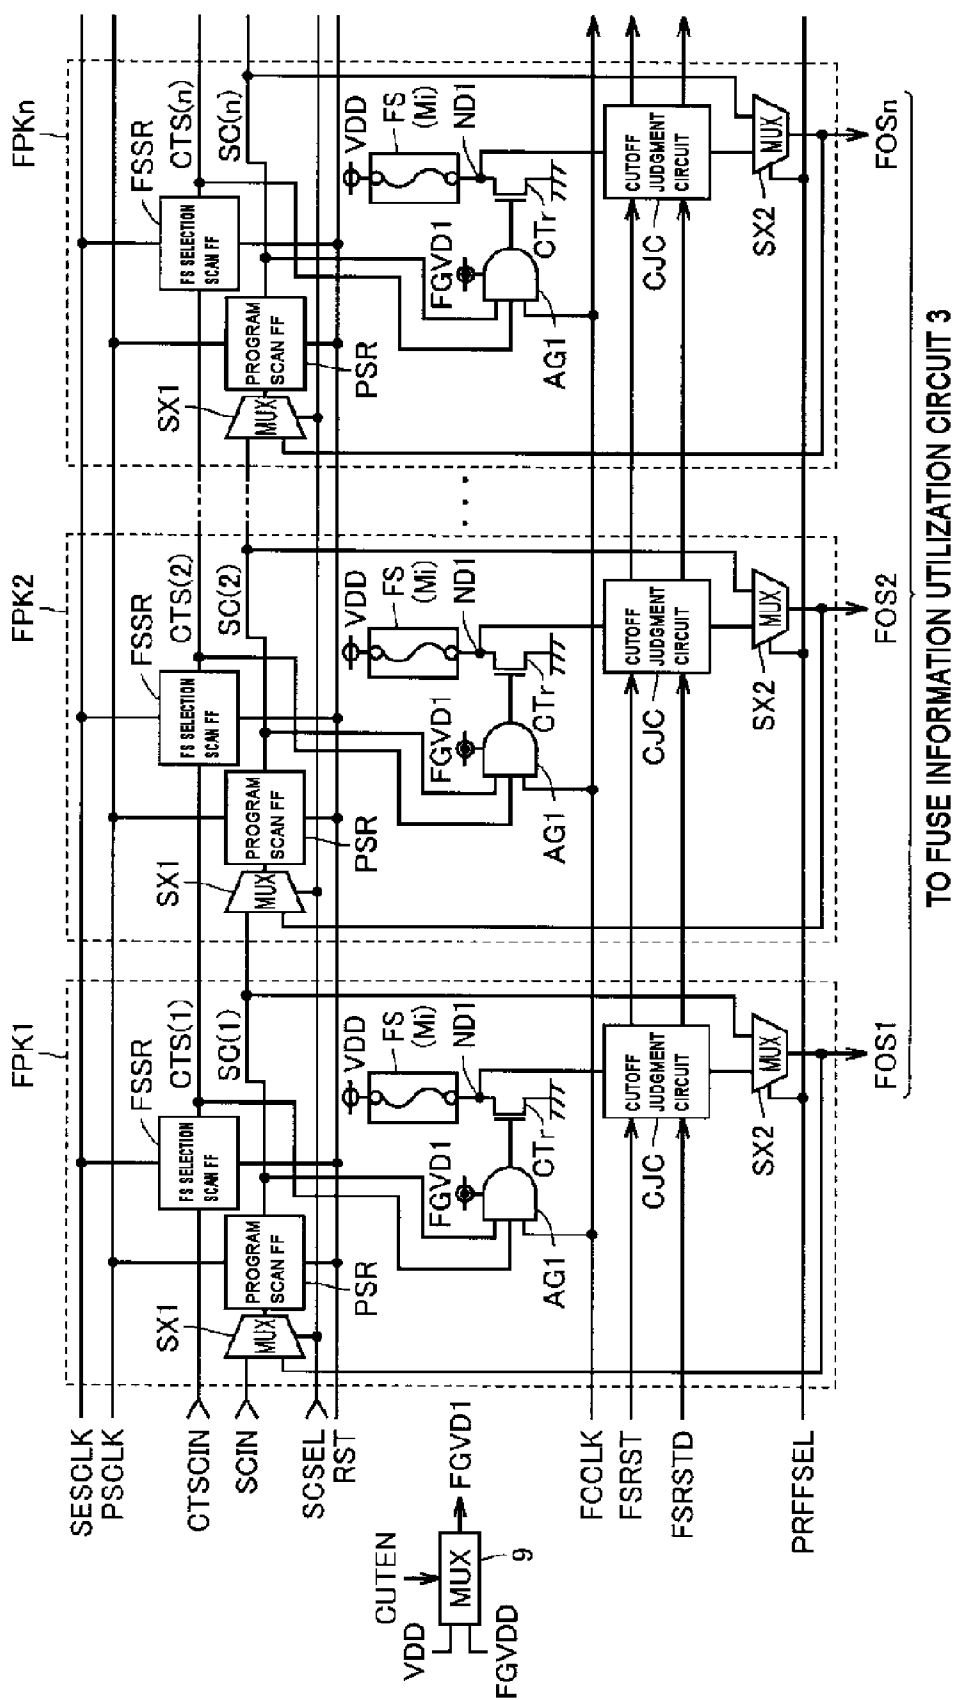 FPK1
FPK2
FPKn
SESCLK
PSCLK
CTSCIN
SCIN
SCSEL
RST
FCCLK
FSRST
FSRSTD
PRFFSEL
CUTEN
VDD
FGVDD
MUX
9
FGVD1
SX1
MUX
PROGRAM
SCAN FF
PSR
FS SELECTION
SCAN FF
FSSR
CTS(1)
SC(1)
VDD
FS
(Mi)
ND1
FGVD1
CTr
AG1
CUTOFF
JUDGMENT
CIRCUIT
CJC
MUX
SX2
FOS1
SX1
MUX
PROGRAM
SCAN FF
PSR
FS SELECTION
SCAN FF
FSSR
CTS(2)
SC(2)
VDD
FS
(Mi)
ND1
FGVD1
CTr
AG1
CUTOFF
JUDGMENT
CIRCUIT
CJC
MUX
SX2
FOS2
. . .
SX1
MUX
PROGRAM
SCAN FF
PSR
FS SELECTION
SCAN FF
FSSR
CTS(n)
SC(n)
VDD
FS
(Mi)
ND1
FGVD1
CTr
AG1
CUTOFF
JUDGMENT
CIRCUIT
CJC
MUX
SX2
FOSn
TO FUSE INFORMATION UTILIZATION CIRCUIT 3